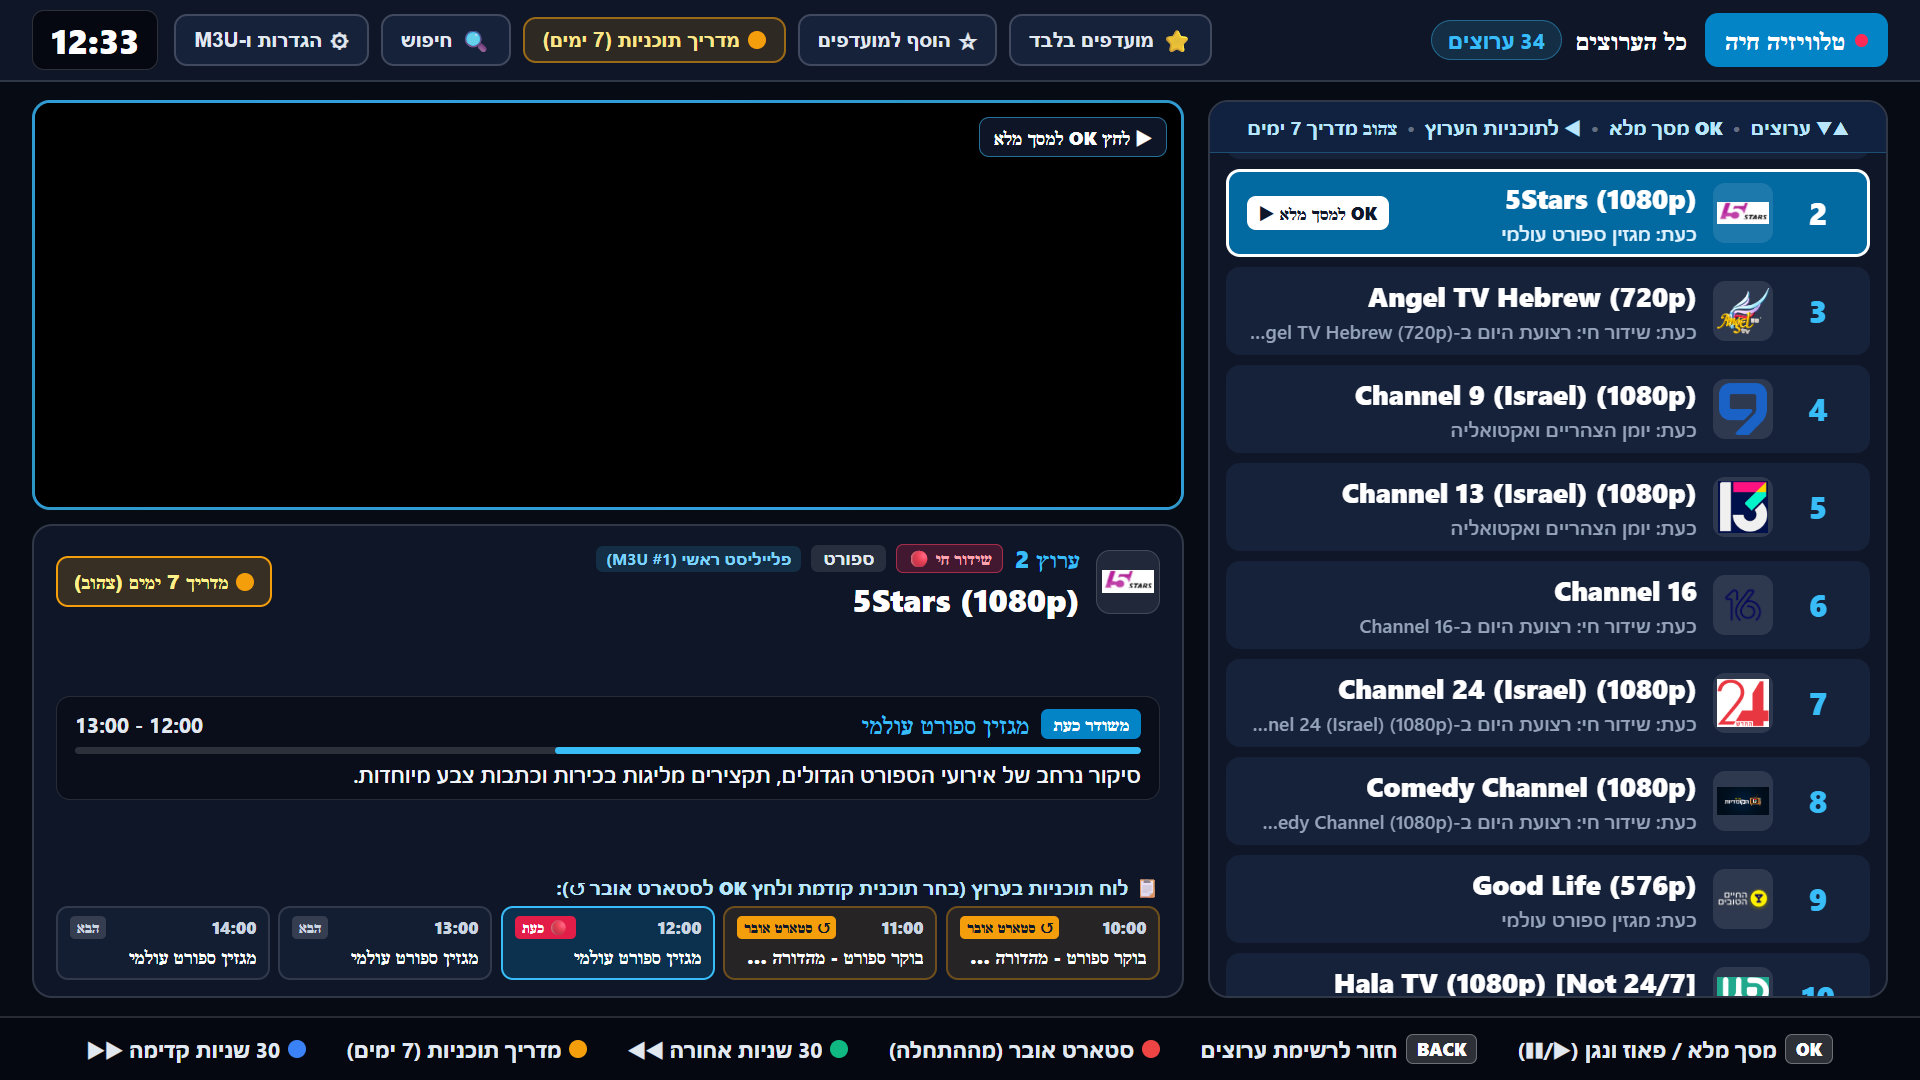 טלוויזיה חיה
כל הערוצים
34 ערוצים
⭐ מועדפים בלבד
☆ הוסף למועדפים
מדריך תוכניות (7 ימים)
🔍 חיפוש
⚙ הגדרות ו-M3U
12:33
▲▼ ערוצים • OK מסך מלא • ◀ לתוכניות הערוץ • צהוב מדריך 7 ימים
2
5Stars (1080p)
כעת: מגזין ספורט עולמי
OK למסך מלא ▶
3
Angel TV Hebrew (720p)
כעת: שידור חי: רצועת היום ב-gel TV Hebrew (720p)...
4
Channel 9 (Israel) (1080p)
כעת: יומן הצהריים ואקטואליה
5
Channel 13 (Israel) (1080p)
כעת: יומן הצהריים ואקטואליה
6
Channel 16
כעת: שידור חי: רצועת היום ב-Channel 16
7
Channel 24 (Israel) (1080p)
כעת: שידור חי: רצועת היום ב-nel 24 (Israel) (1080p)...
8
Comedy Channel (1080p)
כעת: שידור חי: רצועת היום ב-edy Channel (1080p)...
9
Good Life (576p)
החיים הטובים
כעת: מגזין ספורט עולמי
10
Hala TV (1080p) [Not 24/7]
▶ לחץ OK למסך מלא
5 STARS
ערוץ 2
שידור חי
ספורט
פלייליסט ראשי (M3U #1)
5Stars (1080p)
מדריך 7 ימים (צהוב)
משודר כעת
מגזין ספורט עולמי
12:00 - 13:00
סיקור נרחב של אירועי הספורט הגדולים, תקצירים מליגות בכירות וכתבות צבע מיוחדות.
📋 לוח תוכניות בערוץ (בחר תוכנית קודמת ולחץ OK לסטארט אובר ↺):
10:00
↺ סטארט אובר
בוקר ספורט - מהדורה ...
11:00
↺ סטארט אובר
בוקר ספורט - מהדורה ...
12:00
כעת
מגזין ספורט עולמי
13:00
הבא
מגזין ספורט עולמי
14:00
הבא
מגזין ספורט עולמי
OK מסך מלא / פאוז ונגן (▶/▮▮)
BACK חזור לרשימת ערוצים
סטארט אובר (מההתחלה)
30 שניות אחורה ◀◀
מדריך תוכניות (7 ימים)
30 שניות קדימה ▶▶